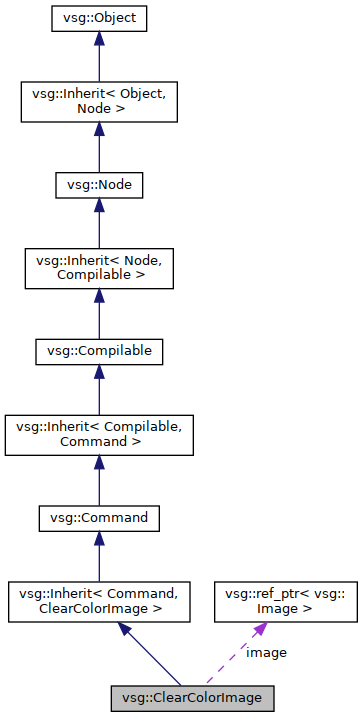 vsg::Object
vsg::Inherit< Object,
Node >
vsg::Node
vsg::Inherit< Node,
Compilable >
vsg::Compilable
vsg::Inherit< Compilable,
Command >
vsg::Command
vsg::Inherit< Command,
ClearColorImage >
vsg::ref_ptr< vsg::
Image >
image
vsg::ClearColorImage